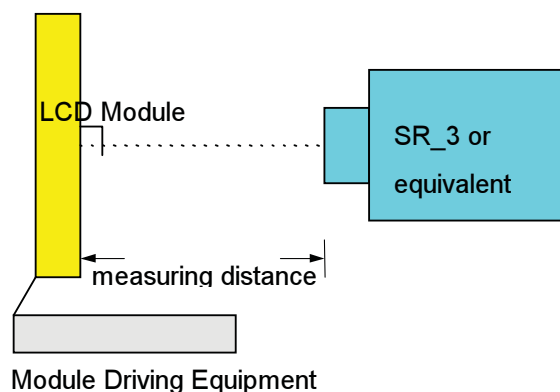 LCD Module
SR_3 or
equivalent
measuring distance
Module Driving Equipment